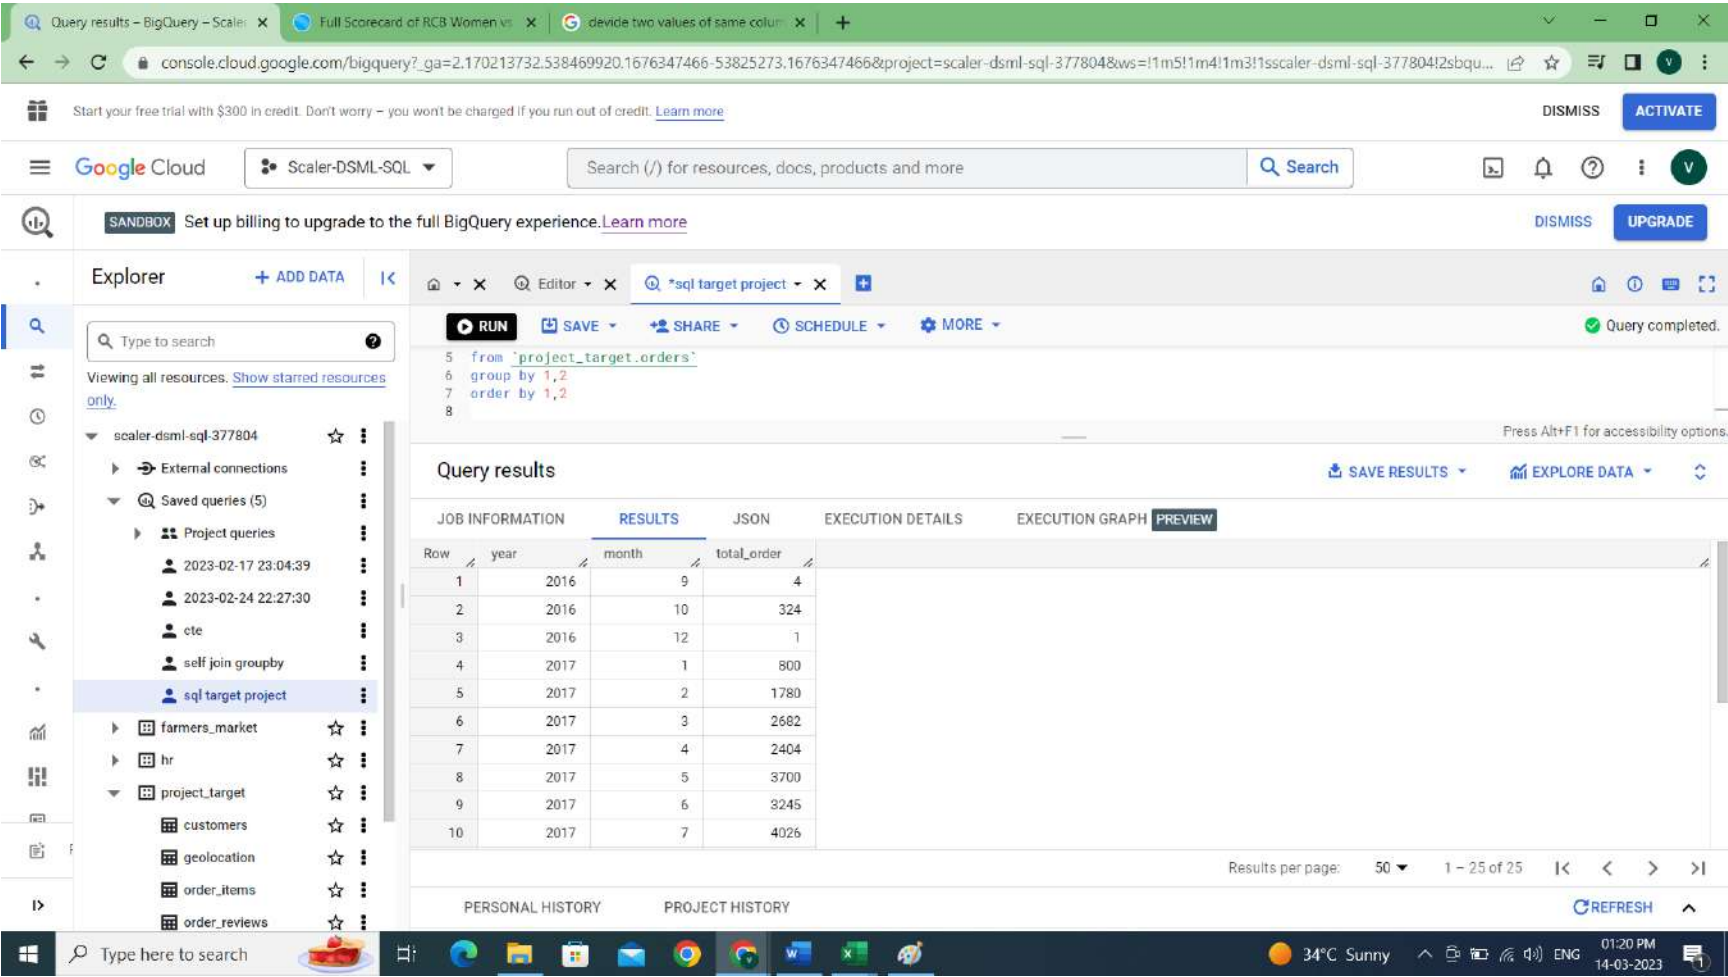 Query results – BigQuery – Scaler
Full Scorecard of RCB Women vs
devide two values of same colum
console.cloud.google.com/bigquery?_ga=2.170213732.538469920.1676347466-53825273.1676347466&project=scaler-dsml-sql-377804&ws=!1m5!1m4!1m3!1sscaler-dsml-sql-377804!2sbqu...
V
Start your free trial with $300 in credit. Don't worry – you won't be charged if you run out of credit. Learn more
DISMISS
ACTIVATE
Google Cloud
Scaler-DSML-SQL
Search (/) for resources, docs, products and more
Search
V
SANDBOX Set up billing to upgrade to the full BigQuery experience. Learn more
DISMISS
UPGRADE
Explorer
+ ADD DATA
Editor
*sql target project
RUN
SAVE
SHARE
SCHEDULE
MORE
Query completed.
Type to search
Viewing all resources. Show starred resources
only.
5 from `project_target.orders`
6 group by 1,2
7 order by 1,2
8
Press Alt+F1 for accessibility options.
scaler-dsml-sql-377804
External connections
Saved queries (5)
Project queries
2023-02-17 23:04:39
2023-02-24 22:27:30
cte
self join groupby
sql target project
farmers_market
hr
project_target
customers
geolocation
order_items
order_reviews
Query results
SAVE RESULTS
EXPLORE DATA
JOB INFORMATION RESULTS JSON EXECUTION DETAILS EXECUTION GRAPH PREVIEW
Row year month total_order
1 2016 9 4
2 2016 10 324
3 2016 12 1
4 2017 1 800
5 2017 2 1780
6 2017 3 2682
7 2017 4 2404
8 2017 5 3700
9 2017 6 3245
10 2017 7 4026
Results per page: 50 1 – 25 of 25
PERSONAL HISTORY PROJECT HISTORY
REFRESH
Type here to search
34°C Sunny
ENG
01:20 PM
14-03-2023
1